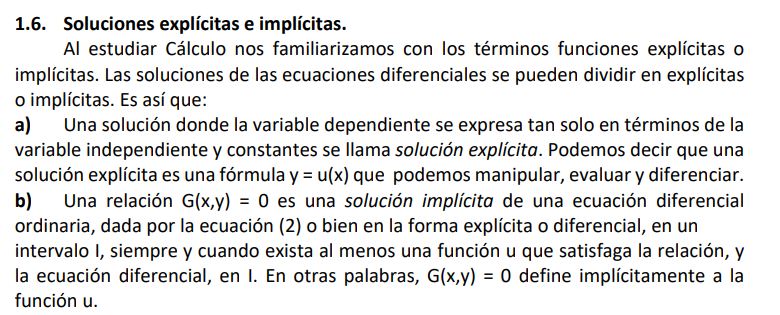 1.6. Soluciones explícitas e implícitas.
Al estudiar Cálculo nos familiarizamos con los términos funciones explícitas o
implícitas. Las soluciones de las ecuaciones diferenciales se pueden dividir en explícitas
o implícitas. Es así que:
a) Una solución donde la variable dependiente se expresa tan solo en términos de la
variable independiente y constantes se llama solución explícita. Podemos decir que una
solución explícita es una fórmula y = u(x) que podemos manipular, evaluar y diferenciar.
b) Una relación G(x,y) = 0 es una solución implícita de una ecuación diferencial
ordinaria, dada por la ecuación (2) o bien en la forma explícita o diferencial, en un
intervalo I, siempre y cuando exista al menos una función u que satisfaga la relación, y
la ecuación diferencial, en I. En otras palabras, G(x,y) = 0 define implícitamente a la
función u.